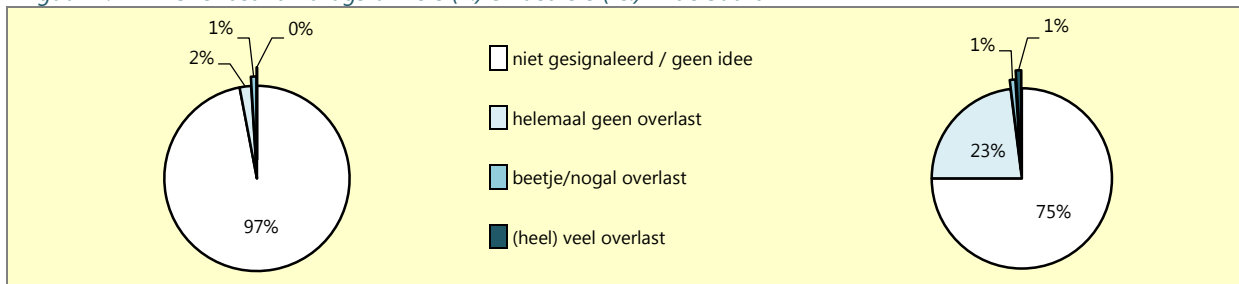 1%
0%
2%
97%
niet gesignaleerd / geen idee
helemaal geen overlast
beetje/nogal overlast
(heel) veel overlast
1%
1%
23%
75%